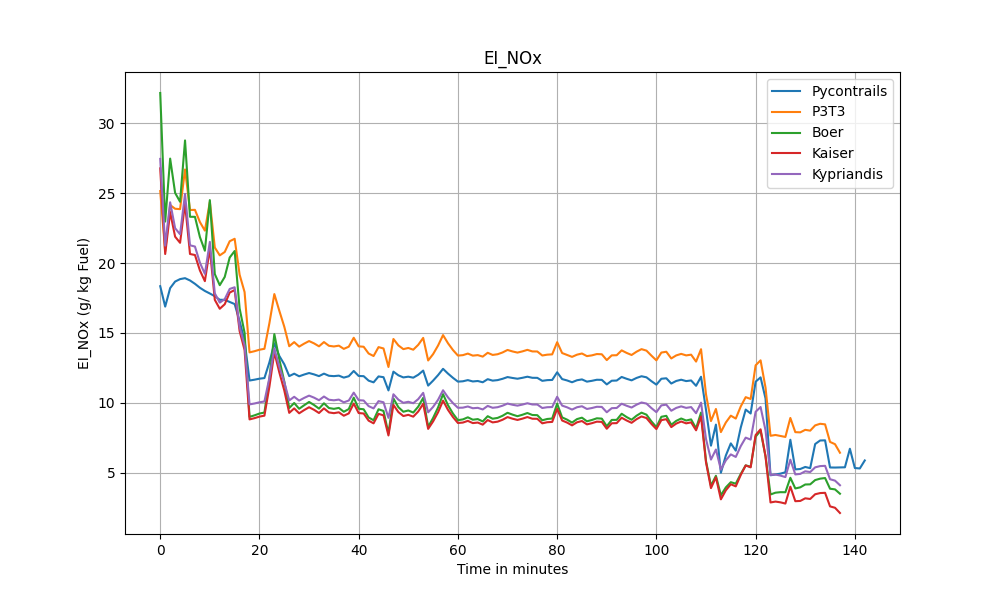 EI_NOx
EI_NOx (g/ kg Fuel)
30
25
20
15
10
5
0 20 40 60 80 100 120 140
Time in minutes
Pycontrails
P3T3
Boer
Kaiser
Kypriandis